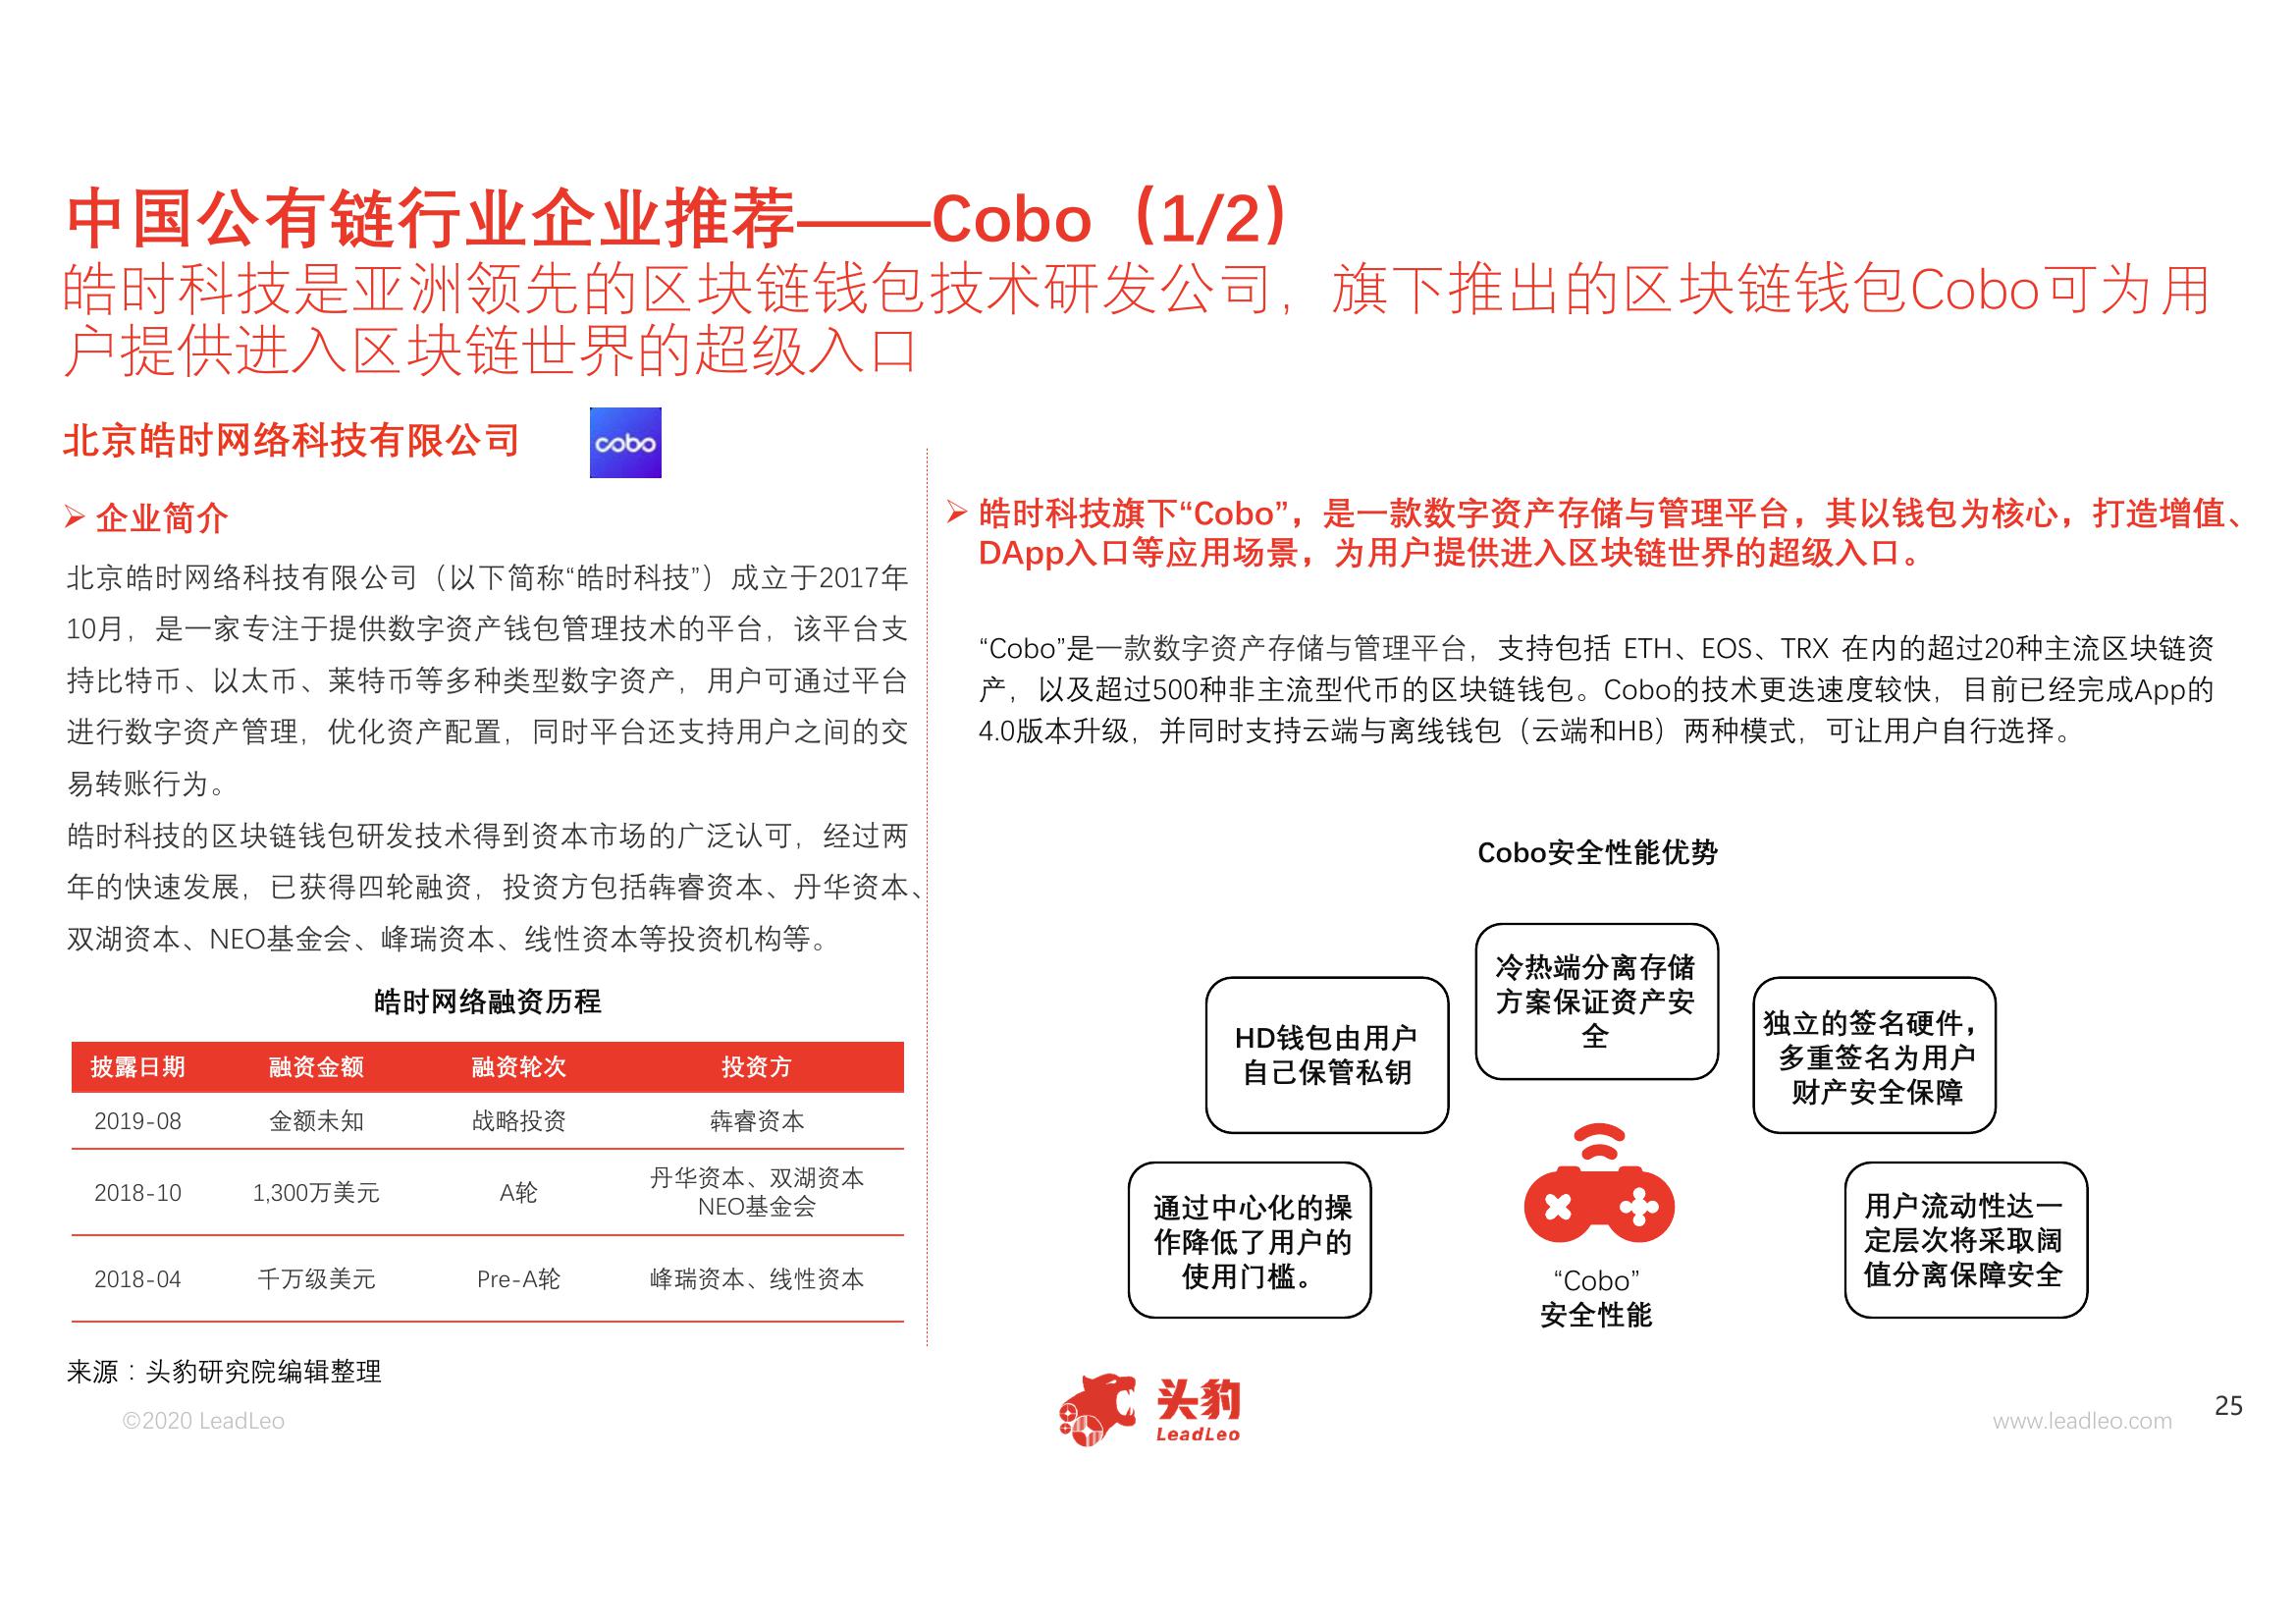 中国公有链行业企业推荐——Cobo（1/2）
皓时科技是亚洲领先的区块链钱包技术研发公司，旗下推出的区块链钱包Cobo可为用
户提供进入区块链世界的超级入口
北京皓时网络科技有限公司
cobo
企业简介
北京皓时网络科技有限公司（以下简称“皓时科技”）成立于2017年
10月，是一家专注于提供数字资产钱包管理技术的平台，该平台支
持比特币、以太币、莱特币等多种类型数字资产，用户可通过平台
进行数字资产管理，优化资产配置，同时平台还支持用户之间的交
易转账行为。
皓时科技的区块链钱包研发技术得到资本市场的广泛认可，经过两
年的快速发展，已获得四轮融资，投资方包括犇睿资本、丹华资本、
双湖资本、NEO基金会、峰瑞资本、线性资本等投资机构等。
皓时网络融资历程
披露日期 融资金额 融资轮次 投资方
2019-08 金额未知 战略投资 犇睿资本
2018-10 1,300万美元 A轮 丹华资本、双湖资本
NEO基金会
2018-04 千万级美元 Pre-A轮 峰瑞资本、线性资本
来源：头豹研究院编辑整理
皓时科技旗下“Cobo”，是一款数字资产存储与管理平台，其以钱包为核心，打造增值、
DApp入口等应用场景，为用户提供进入区块链世界的超级入口。
“Cobo”是一款数字资产存储与管理平台，支持包括 ETH、EOS、TRX 在内的超过20种主流区块链资
产，以及超过500种非主流型代币的区块链钱包。Cobo的技术更迭速度较快，目前已经完成App的
4.0版本升级，并同时支持云端与离线钱包（云端和HB）两种模式，可让用户自行选择。
Cobo安全性能优势
通过中心化的操
作降低了用户的
使用门槛。
HD钱包由用户
自己保管私钥
冷热端分离存储
方案保证资产安
全
独立的签名硬件，
多重签名为用户
财产安全保障
用户流动性达一
定层次将采取阔
值分离保障安全
“Cobo”
安全性能
©2020 LeadLeo
头豹
LeadLeo
www.leadleo.com
25